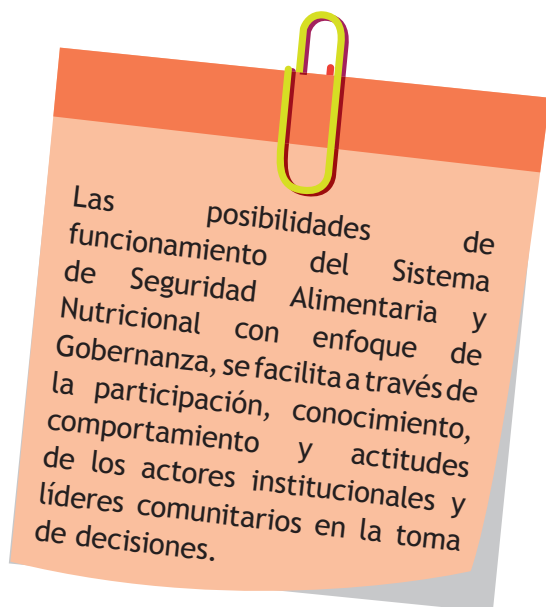 Las posibilidades de
funcionamiento del Sistema
de Seguridad Alimentaria y
Nutricional con enfoque de
Gobernanza, se facilita a través de
la participación, conocimiento,
comportamiento y actitudes
de los actores institucionales y
líderes comunitarios en la toma
de decisiones.